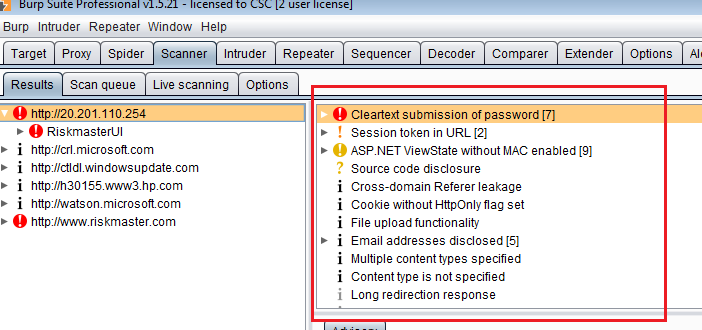 Burp Suite Professional v1.5.21 - licensed to CSC [2 user license]
Burp Intruder Repeater Window Help
Target Proxy Spider Scanner Intruder Repeater Sequencer Decoder Comparer Extender Options
Results Scan queue Live scanning Options
http://20.201.110.254
RiskmasterUI
http://crl.microsoft.com
http://ctldl.windowsupdate.com
http://h30155.www3.hp.com
http://watson.microsoft.com
http://www.riskmaster.com
Cleartext submission of password [7]
Session token in URL [2]
ASP.NET ViewState without MAC enabled [9]
Source code disclosure
Cross-domain Referer leakage
Cookie without HttpOnly flag set
File upload functionality
Email addresses disclosed [5]
Multiple content types specified
Content type is not specified
Long redirection response